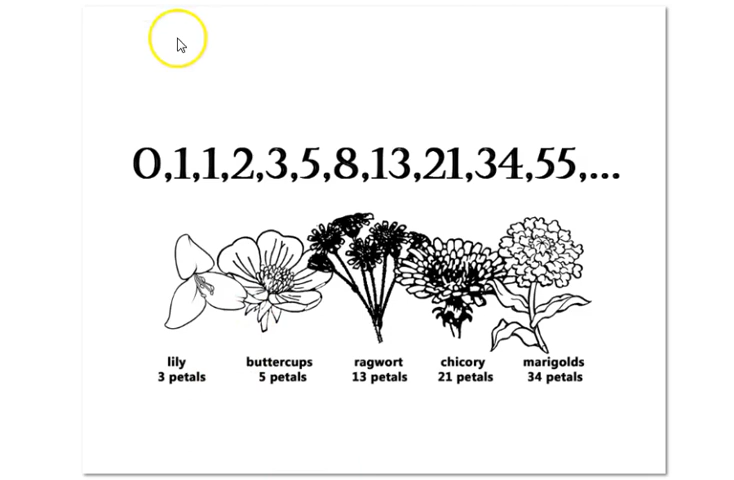 0,1,1,2,3,5,8,13,21,34,55,...
lily buttercups ragwort chicory marigolds
3 petals 5 petals 13 petals 21 petals 34 petals